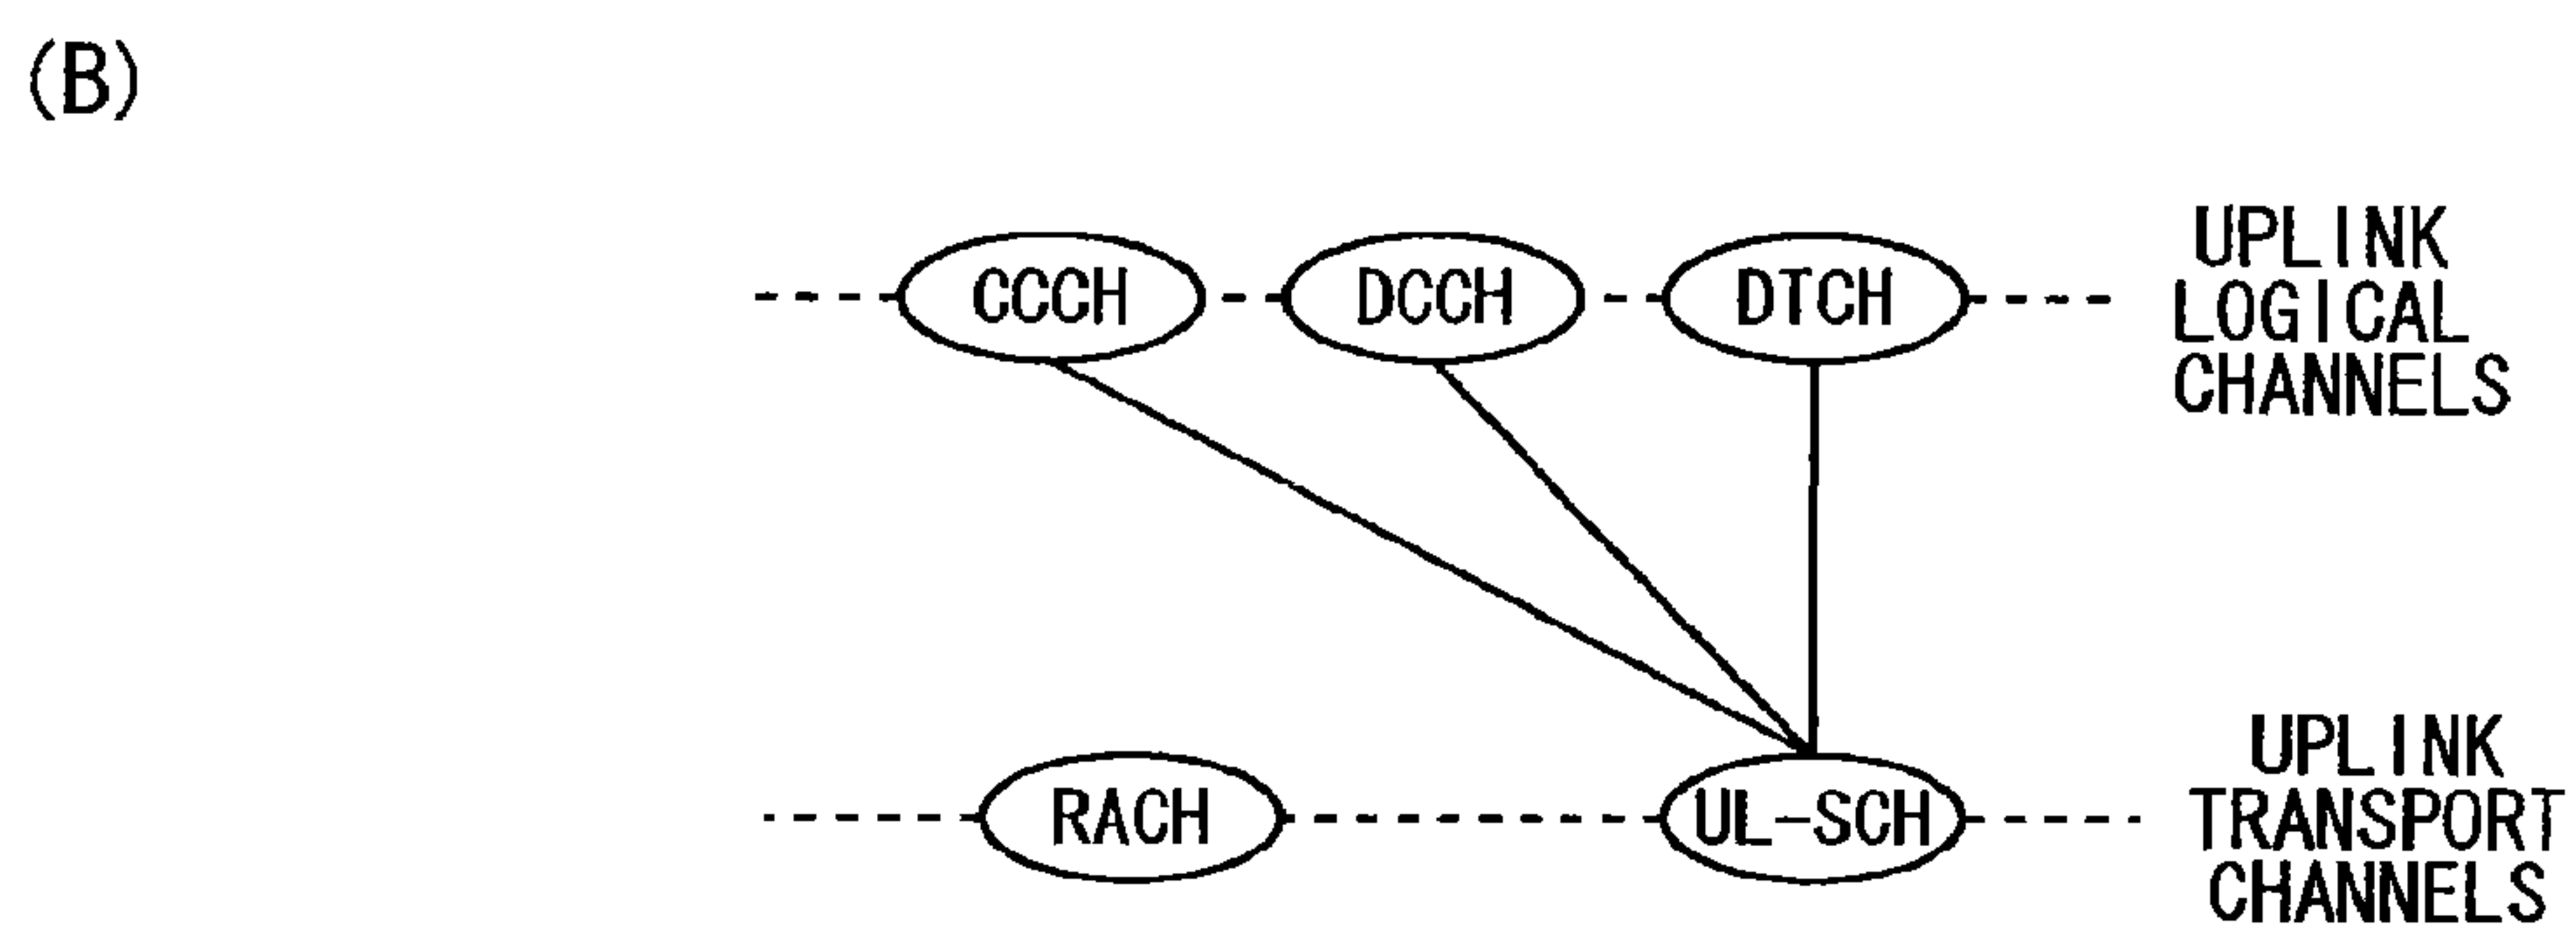 (B)
CCCH DCCH DTCH
UPLINK
LOGICAL
CHANNELS
RACH UL-SCH
UPLINK
TRANSPORT
CHANNELS